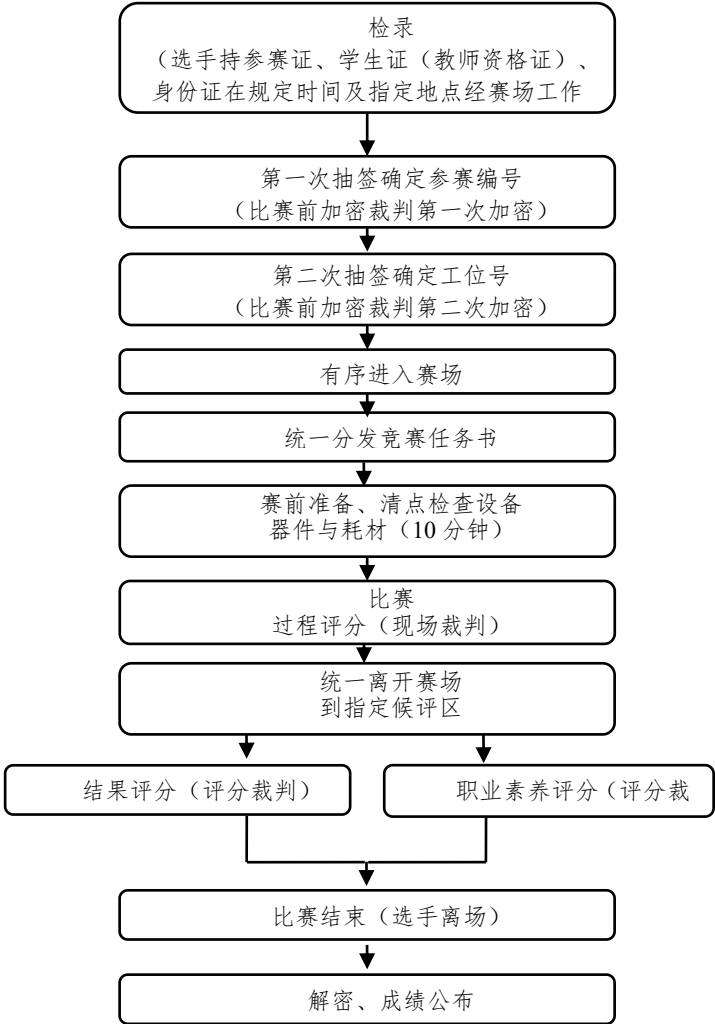 检录
（选手持参赛证、学生证（教师资格证）、
身份证在规定时间及指定地点经赛场工作
第一次抽签确定参赛编号
（比赛前加密裁判第一次加密）
第二次抽签确定工位号
（比赛前加密裁判第二次加密）
有序进入赛场
统一分发竞赛任务书
赛前准备、清点检查设备
器件与耗材（10 分钟）
比赛
过程评分（现场裁判）
统一离开赛场
到指定候评区
结果评分（评分裁判）
职业素养评分（评分裁
比赛结束（选手离场）
解密、成绩公布